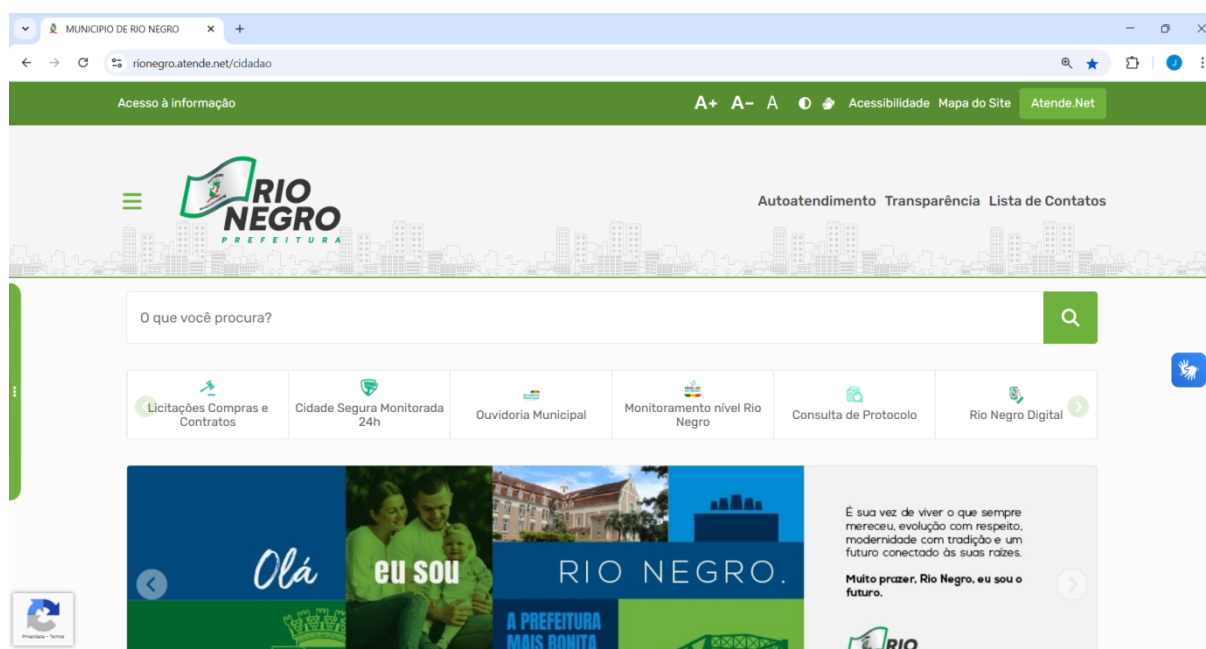 MUNICIPIO DE RIO NEGRO
rionegro.atende.net/cidadao
J
Acesso à informação
A+ A- A Acessibilidade Mapa do Site Atende.Net
RIO
NEGRO
PREFEITURA
Autoatendimento Transparência Lista de Contatos
O que você procura?
Licitações Compras e
Contratos
Cidade Segura Monitorada
24h
Ouvidoria Municipal
Monitoramento nível Rio
Negro
Consulta de Protocolo
Rio Negro Digital
Olá
eu sou
RIO NEGRO.
A PREFEITURA
MAIS BONITA
É sua vez de viver o que sempre
mereceu, evolução com respeito,
modernidade com tradição e um
futuro conectado às suas raízes.
Muito prazer, Rio Negro, eu sou o
futuro.
RIO
Privacidade - Termos